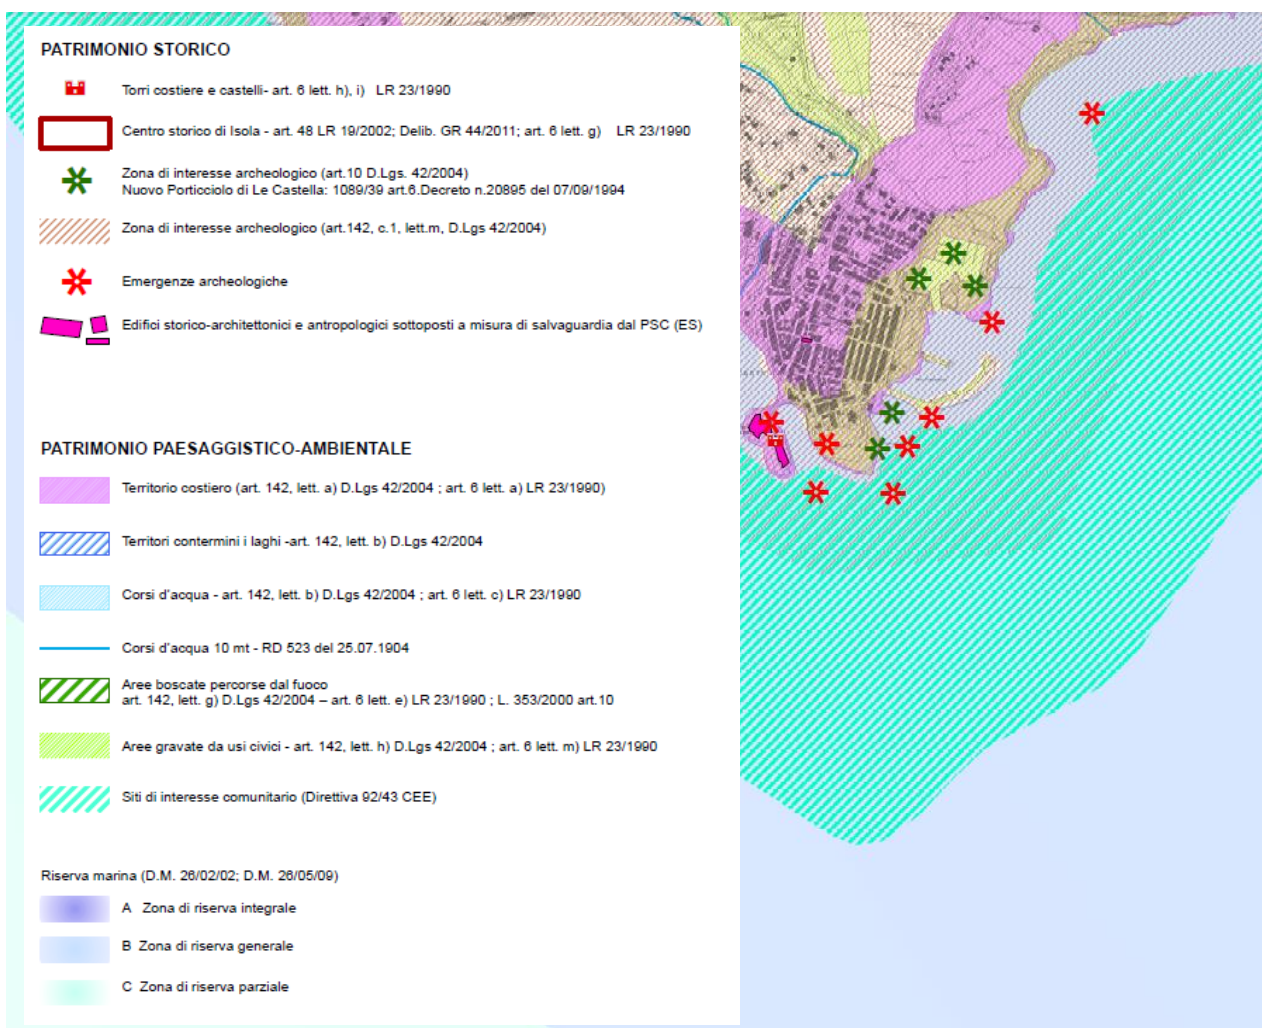 PATRIMONIO STORICO
Torri costiere e castelli- art. 6 lett. h), i) LR 23/1990
Centro storico di Isola - art. 48 LR 19/2002; Delib. GR 44/2011; art. 6 lett. g) LR 23/1990
Zona di interesse archeologico (art.10 D.Lgs. 42/2004)
Nuovo Porticciolo di Le Castella: 1089/39 art.6.Decreto n.20895 del 07/09/1994
Zona di interesse archeologico (art.142, c.1, lett.m, D.Lgs 42/2004)
Emergenze archeologiche
Edifici storico-architettonici e antropologici sottoposti a misura di salvaguardia dal PSC (ES)
PATRIMONIO PAESAGGISTICO-AMBIENTALE
Territorio costiero (art. 142, lett. a) D.Lgs 42/2004 ; art. 6 lett. a) LR 23/1990)
Territori contermini i laghi -art. 142, lett. b) D.Lgs 42/2004
Corsi d'acqua - art. 142, lett. b) D.Lgs 42/2004 ; art. 6 lett. c) LR 23/1990
Corsi d'acqua 10 mt - RD 523 del 25.07.1904
Aree boscate percorse dal fuoco
art. 142, lett. g) D.Lgs 42/2004 – art. 6 lett. e) LR 23/1990 ; L. 353/2000 art.10
Aree gravate da usi civici - art. 142, lett. h) D.Lgs 42/2004 ; art. 6 lett. m) LR 23/1990
Siti di interesse comunitario (Direttiva 92/43 CEE)
Riserva marina (D.M. 26/02/02; D.M. 26/05/09)
A Zona di riserva integrale
B Zona di riserva generale
C Zona di riserva parziale